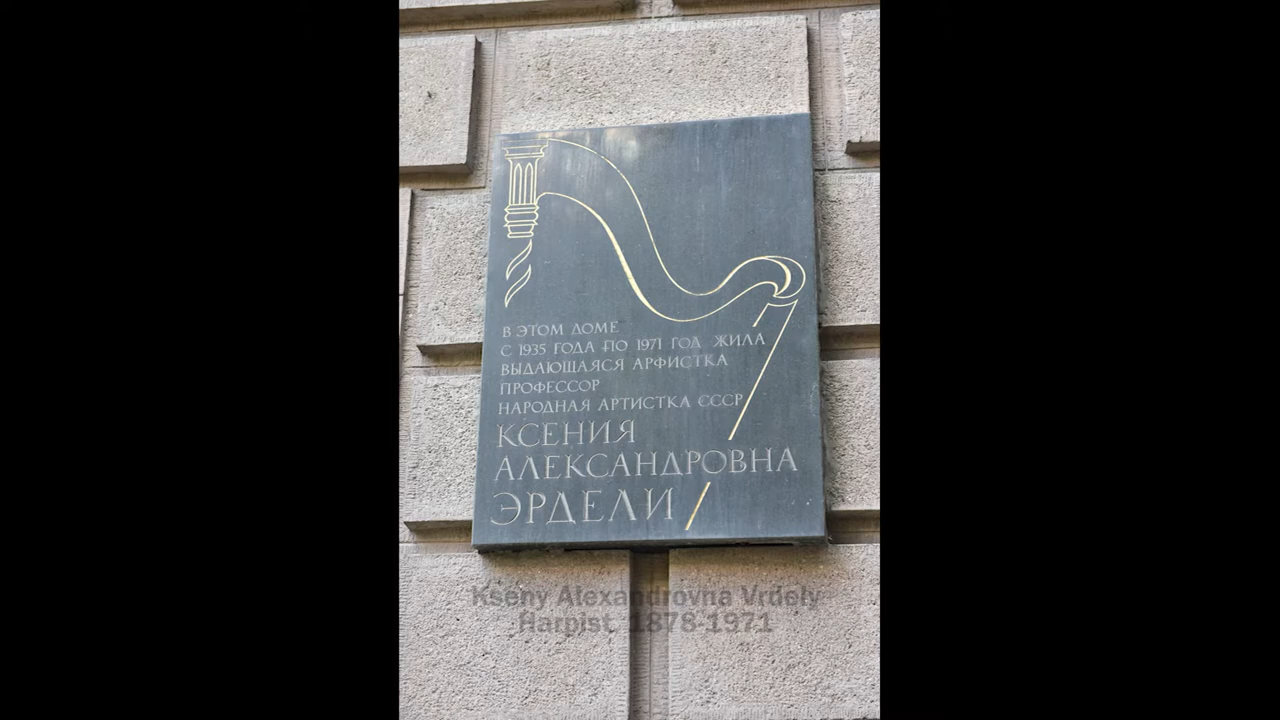 В ЭТОМ ДОМЕ
С 1935 ГОДА ПО 1971 ГОД ЖИЛА
ВЫДАЮЩАЯСЯ АРФИСТКА
ПРОФЕССОР
НАРОДНАЯ АРТИСТКА СССР
КСЕНИЯ
АЛЕКСАНДРОВНА
ЭРДЕЛИ
Kseny Alexandrovna Vrdely
Harpist, 1878-1971